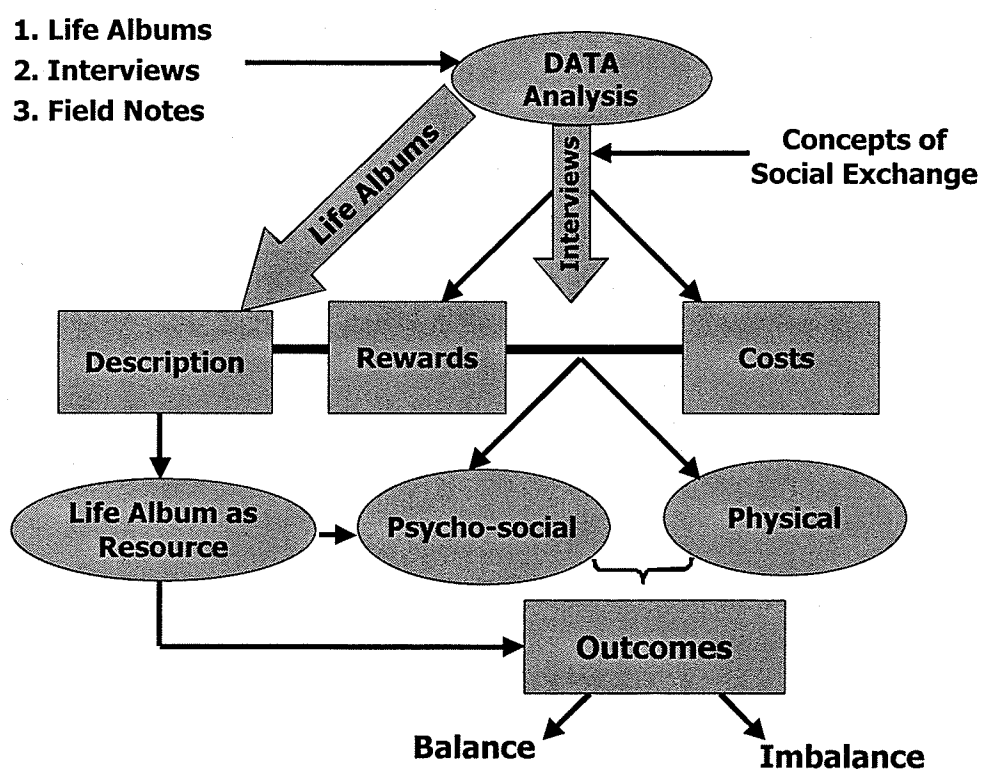 1. Life Albums
2. Interviews
3. Field Notes
DATA
Analysis
Life Albums
Interviews
Concepts of
Social Exchange
Description
Rewards
Costs
Life Album as
Resource
Psycho-social
Physical
Outcomes
Balance
Imbalance